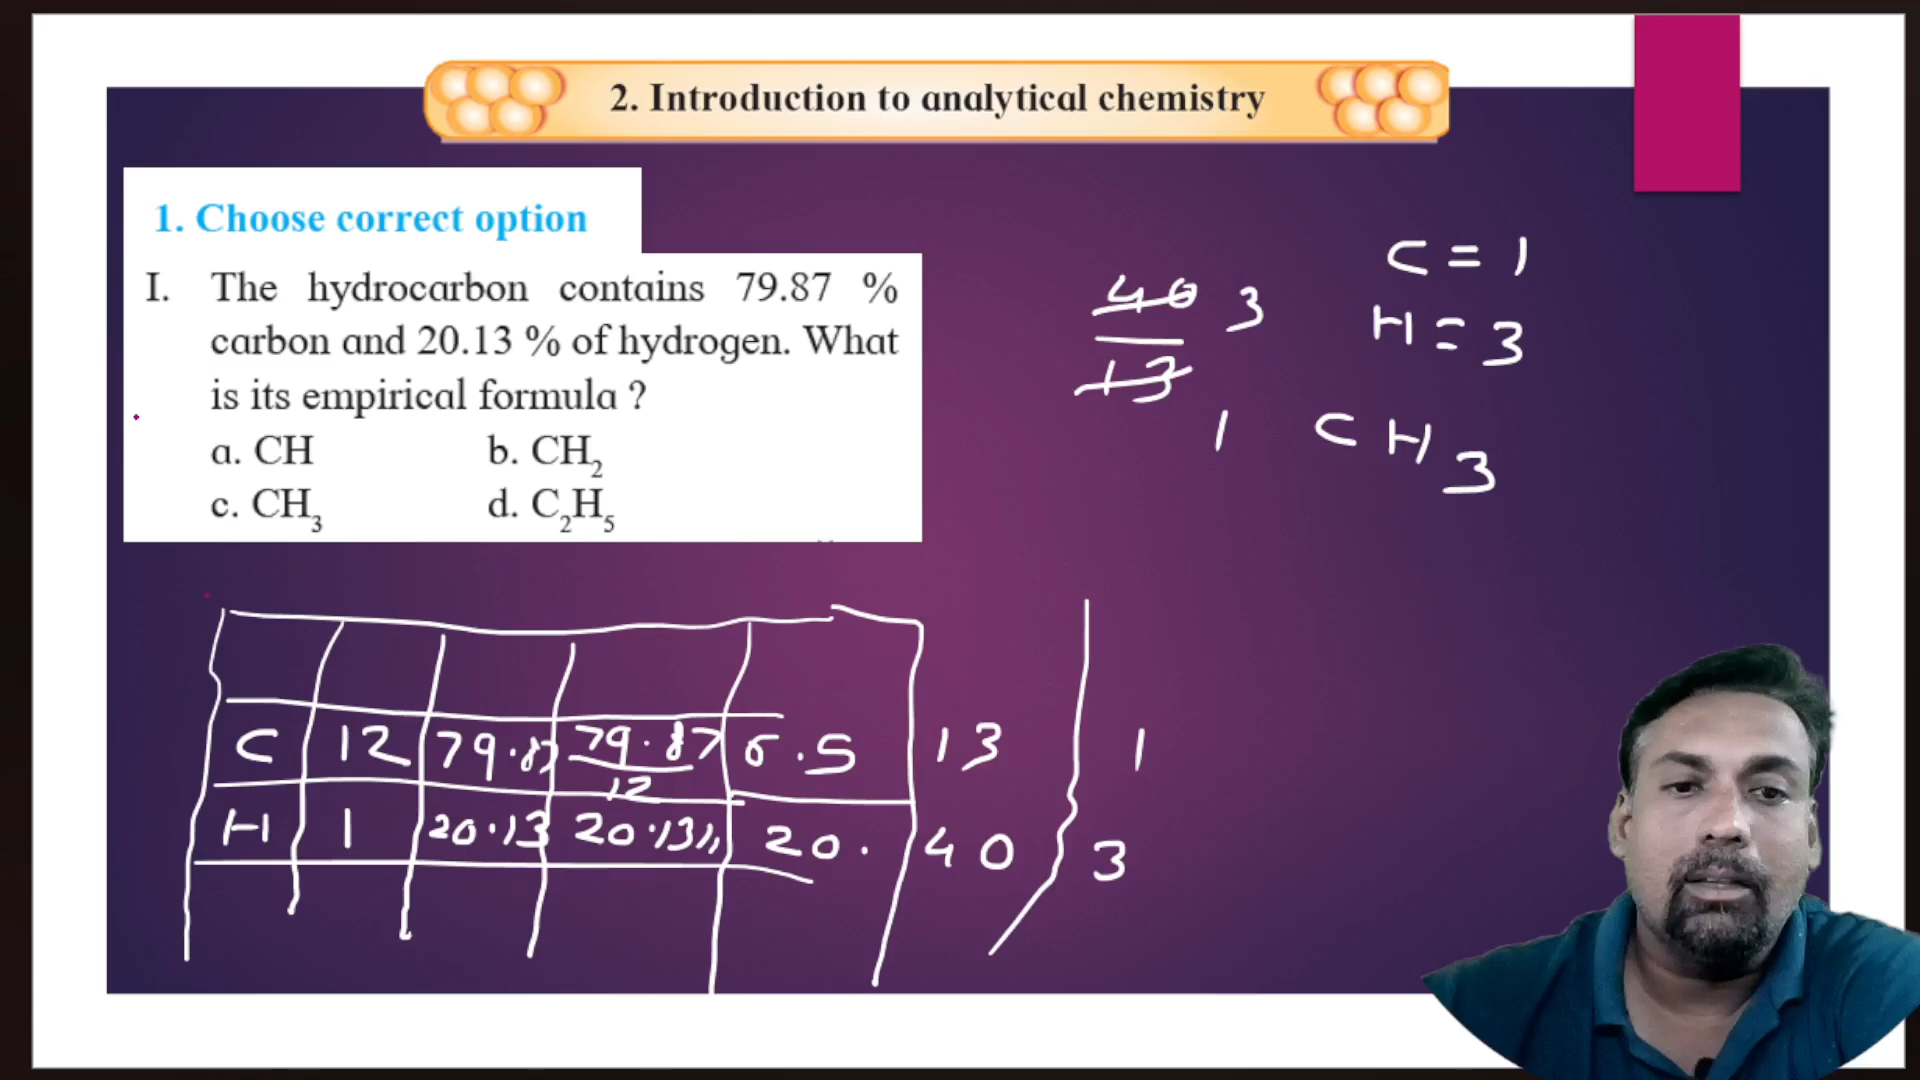 2. Introduction to analytical chemistry
1. Choose correct option
I. The hydrocarbon contains 79.87 %
carbon and 20.13 % of hydrogen. What
is its empirical formula ?
a. CH b. CH₂
c. CH₃ d. C₂H₅
40 3
13
1
C = 1
H = 3
CH3
C 12 79.87 79.87 6.5 13 1
12
H 1 20.13 20.13/1 20. 40 3